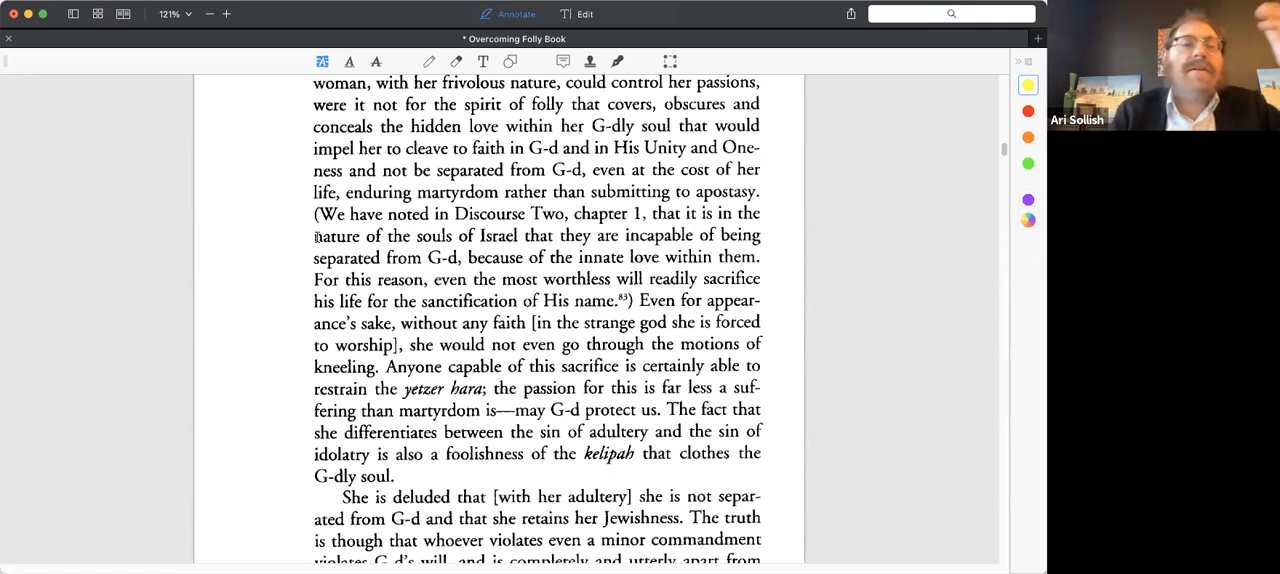 121%
Annotate
Edit
* Overcoming Folly Book
woman, with her frivolous nature, could control her passions,
were it not for the spirit of folly that covers, obscures and
conceals the hidden love within her G-dly soul that would
impel her to cleave to faith in G-d and in His Unity and One-
ness and not be separated from G-d, even at the cost of her
life, enduring martyrdom rather than submitting to apostasy.
(We have noted in Discourse Two, chapter 1, that it is in the
nature of the souls of Israel that they are incapable of being
separated from G-d, because of the innate love within them.
For this reason, even the most worthless will readily sacrifice
his life for the sanctification of His name.⁸³) Even for appear-
ance's sake, without any faith [in the strange god she is forced
to worship], she would not even go through the motions of
kneeling. Anyone capable of this sacrifice is certainly able to
restrain the yetzer hara; the passion for this is far less a suf-
fering than martyrdom is—may G-d protect us. The fact that
she differentiates between the sin of adultery and the sin of
idolatry is also a foolishness of the kelipah that clothes the
G-dly soul.
She is deluded that [with her adultery] she is not separ-
ated from G-d and that she retains her Jewishness. The truth
is though that whoever violates even a minor commandment
violates G-d's will, and is completely and utterly apart from
Ari Sollish